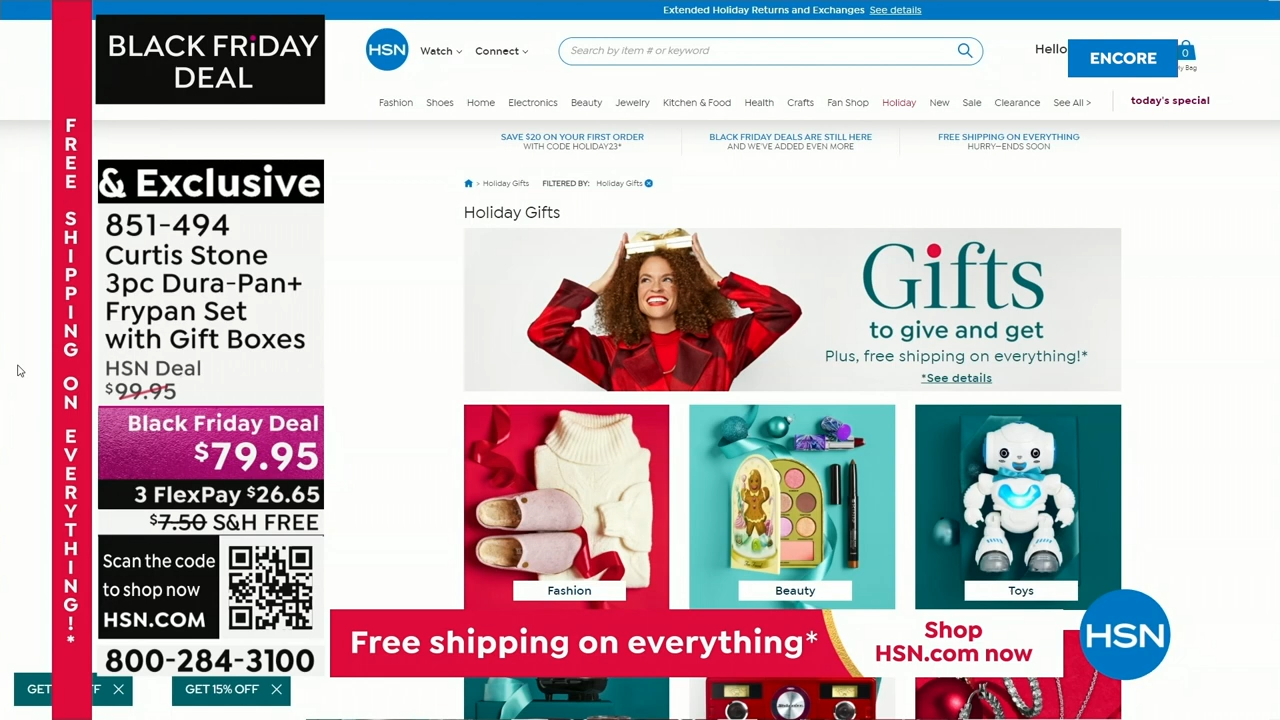 Extended Holiday Returns and Exchanges See details
BLACK FRiDAY
DEAL
HSN
Watch
Connect
Search by item # or keyword
Hello
ENCORE
0
Fashion Shoes Home Electronics Beauty Jewelry Kitchen & Food Health Crafts Fan Shop Holiday New Sale Clearance See All > today's special
SAVE $20 ON YOUR FIRST ORDER
WITH CODE HOLIDAY23*
BLACK FRIDAY DEALS ARE STILL HERE
AND WE'VE ADDED EVEN MORE
FREE SHIPPING ON EVERYTHING
HURRY—ENDS SOON
FREE SHIPPING ON EVERYTHING!*
& Exclusive
851-494
Curtis Stone
3pc Dura-Pan+
Frypan Set
with Gift Boxes
HSN Deal
$99.95
Black Friday Deal
$79.95
3 FlexPay $26.65
$7.50 S&H FREE
Scan the code
to shop now
HSN.COM
800-284-3100
> Holiday Gifts FILTERED BY: Holiday Gifts
Holiday Gifts
Gifts
to give and get
Plus, free shipping on everything!*
*See details
Fashion
Beauty
Toys
Free shipping on everything*
Shop
HSN.com now
HSN
GET
GET 15% OFF